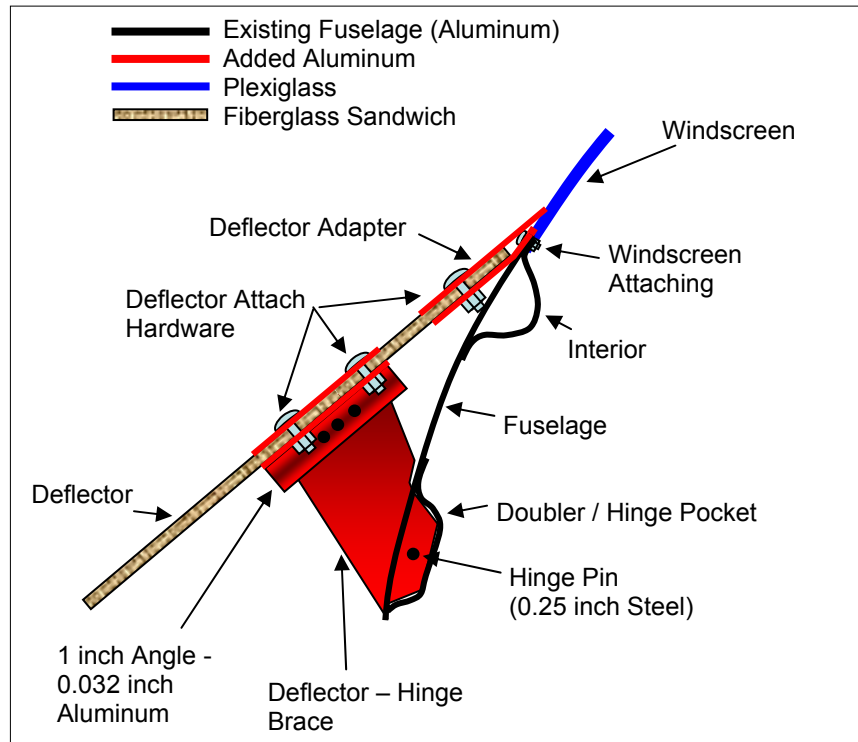 Existing Fuselage (Aluminum)
Added Aluminum
Plexiglass
Fiberglass Sandwich
Windscreen
Deflector Adapter
Windscreen
Attaching
Deflector Attach
Hardware
Interior
Fuselage
Deflector
Doubler / Hinge Pocket
Hinge Pin
(0.25 inch Steel)
1 inch Angle -
0.032 inch
Aluminum
Deflector – Hinge
Brace